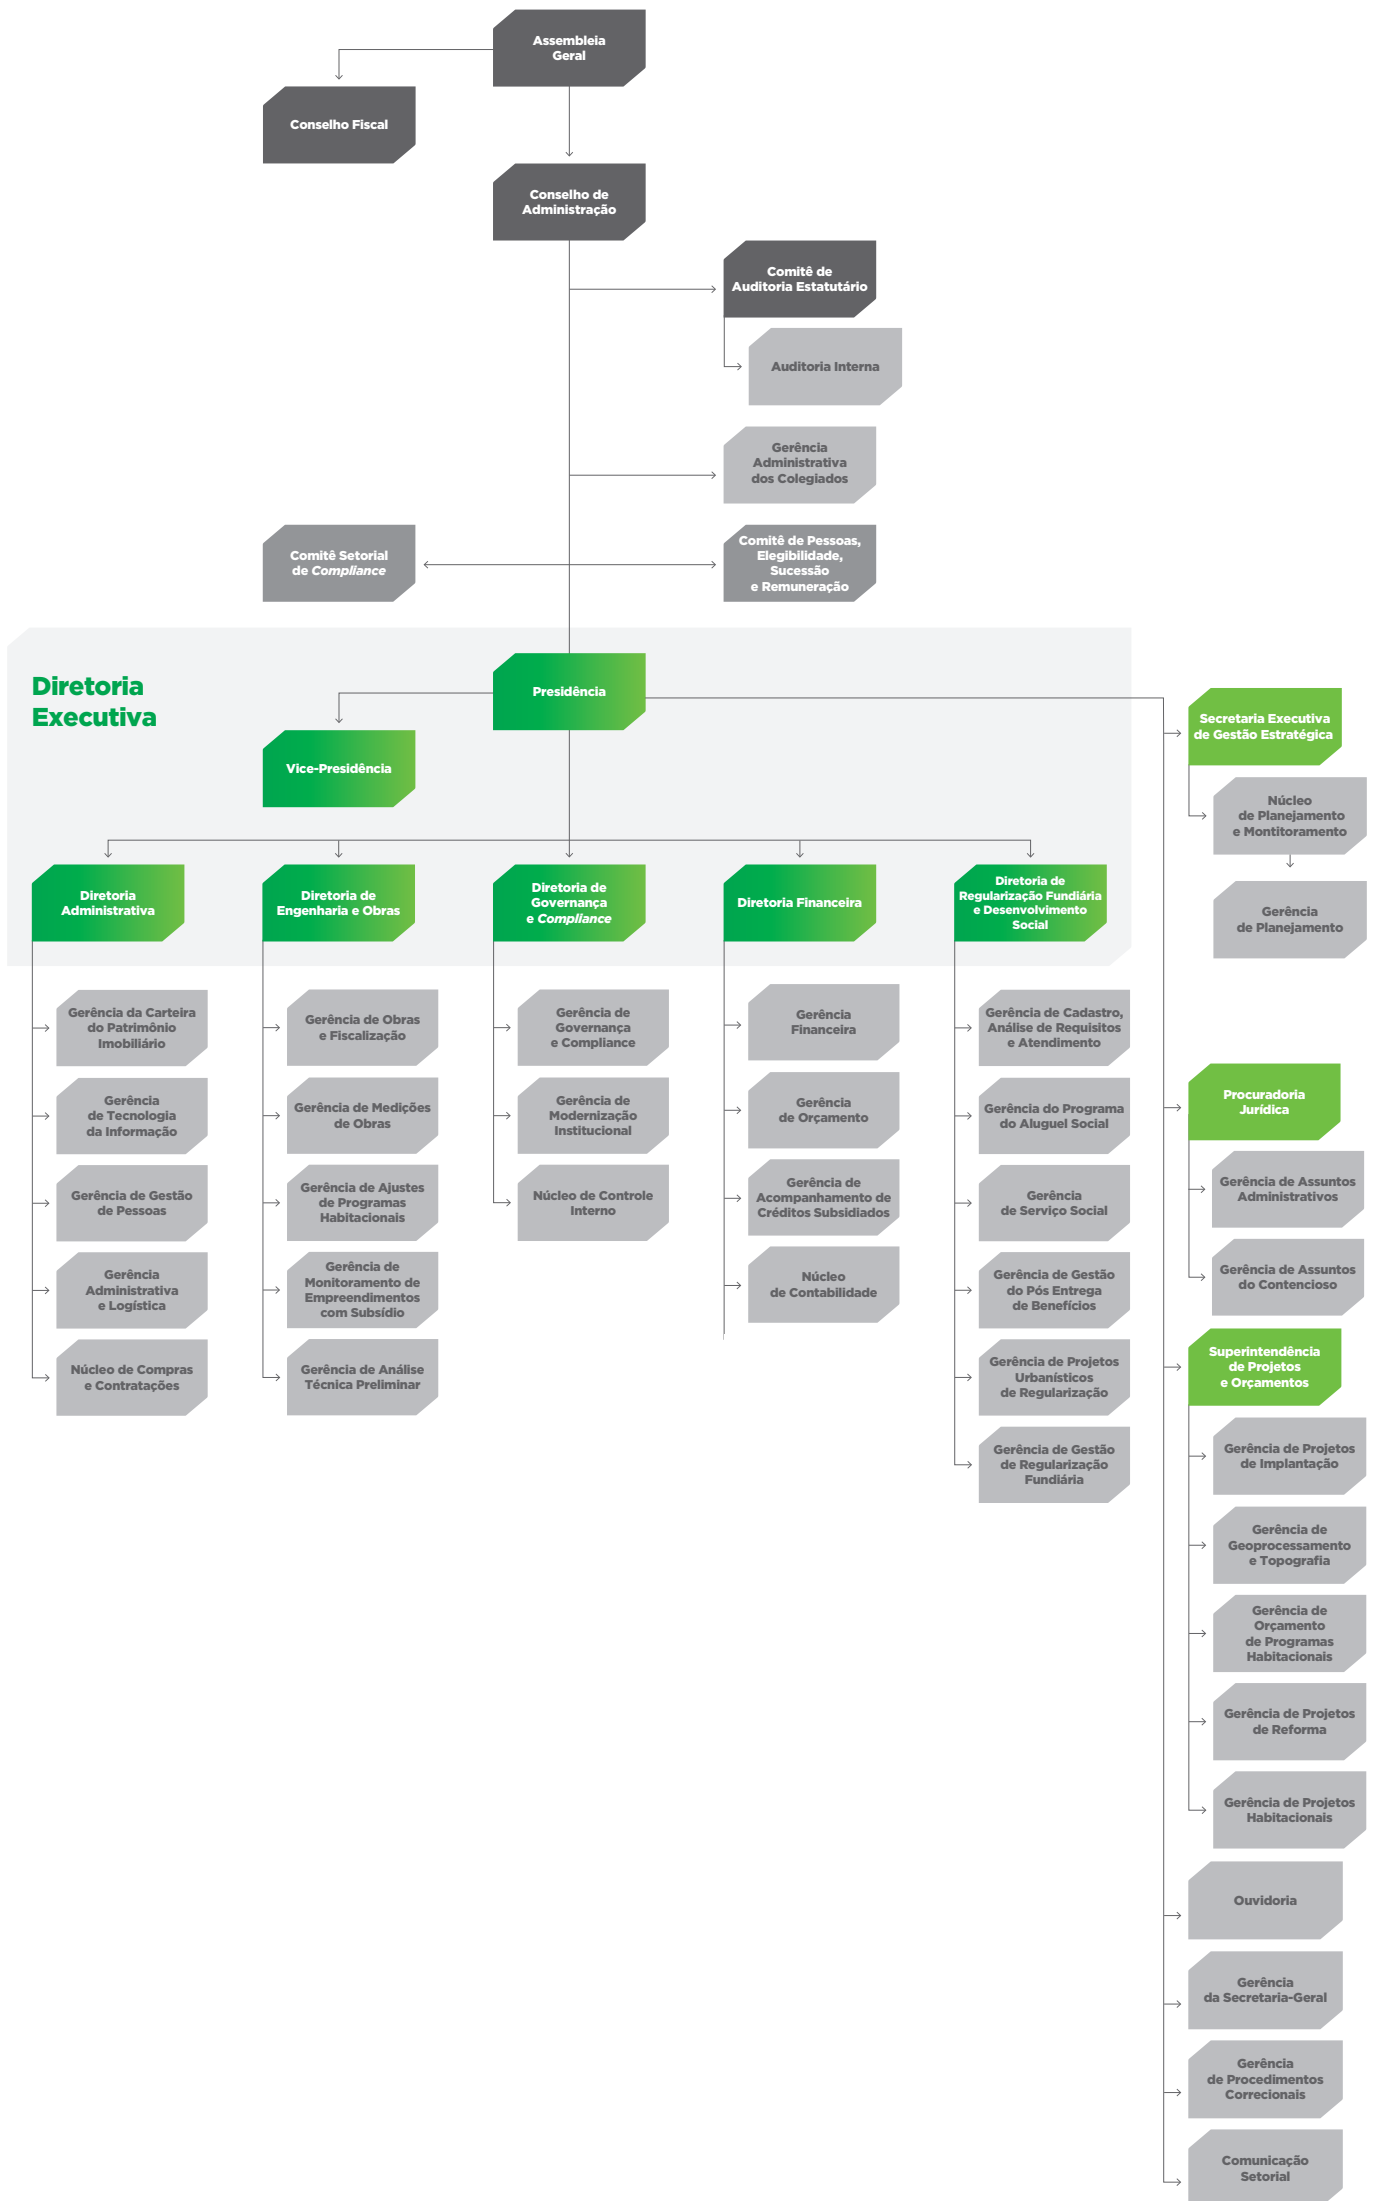 Assembleia
Geral
Conselho Fiscal
Conselho de
Administração
Comitê de
Auditoria Estatutário
Auditoria Interna
Gerência
Administrativa
dos Colegiados
Comitê Setorial
de Compliance
Comitê de Pessoas,
Elegibilidade,
Sucessão
e Remuneração
Diretoria
Executiva
Presidência
Vice-Presidência
Diretoria
Administrativa
Gerência da Carteira
do Patrimônio
Imobiliário
Gerência
de Tecnologia
da Informação
Gerência de Gestão
de Pessoas
Gerência
Administrativa
e Logística
Núcleo de Compras
e Contratações
Diretoria de
Engenharia e Obras
Gerência de Obras
e Fiscalização
Gerência de Medições
de Obras
Gerência de Ajustes
de Programas
Habitacionais
Gerência de
Monitoramento de
Empreendimentos
com Subsídio
Gerência de Análise
Técnica Preliminar
Diretoria de
Governança
e Compliance
Gerência de
Governança
e Compliance
Gerência de
Modernização
Institucional
Núcleo de Controle
Interno
Diretoria Financeira
Gerência
Financeira
Gerência
de Orçamento
Gerência de
Acompanhamento de
Créditos Subsidiados
Núcleo
de Contabilidade
Diretoria de
Regularização Fundiária
e Desenvolvimento
Social
Gerência de Cadastro,
Análise de Requisitos
e Atendimento
Gerência do Programa
do Aluguel Social
Gerência
de Serviço Social
Gerência de Gestão
do Pós Entrega
de Benefícios
Gerência de Projetos
Urbanísticos
de Regularização
Gerência de Gestão
de Regularização
Fundiária
Secretaria Executiva
de Gestão Estratégica
Núcleo
de Planejamento
e Montitoramento
Gerência
de Planejamento
Procuradoria
Jurídica
Gerência de Assuntos
Administrativos
Gerência de Assuntos
do Contencioso
Superintendência
de Projetos
e Orçamentos
Gerência de Projetos
de Implantação
Gerência de
Geoprocessamento
e Topografia
Gerência de
Orçamento
de Programas
Habitacionais
Gerência de Projetos
de Reforma
Gerência de Projetos
Habitacionais
Ouvidoria
Gerência
da Secretaria-Geral
Gerência
de Procedimentos
Correcionais
Comunicação
Setorial